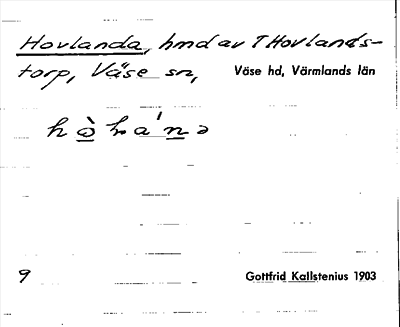 Hovlanda, hmd av T Hovlands-
torp, Väse sn, Väse hd, Värmlands län
9
Gottfrid Kallstenius 1903